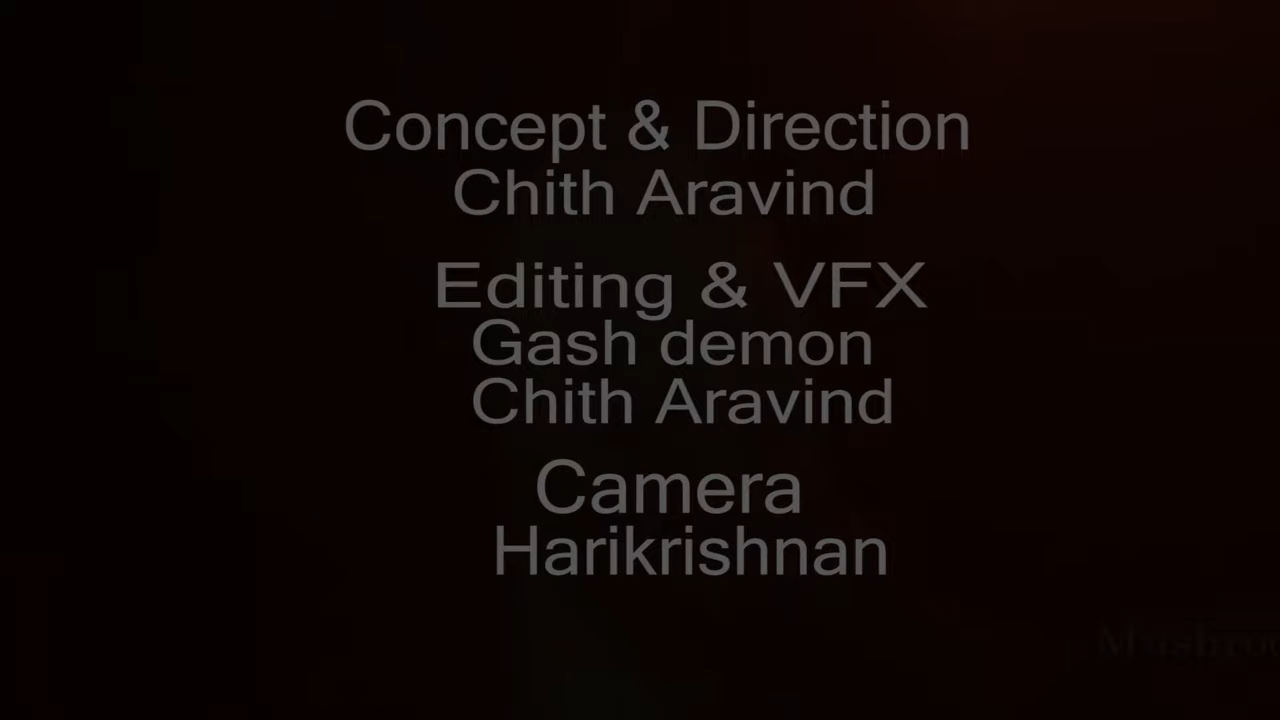 Concept & Direction
Chith Aravind
Editing & VFX
Gash demon
Chith Aravind
Camera
Harikrishnan